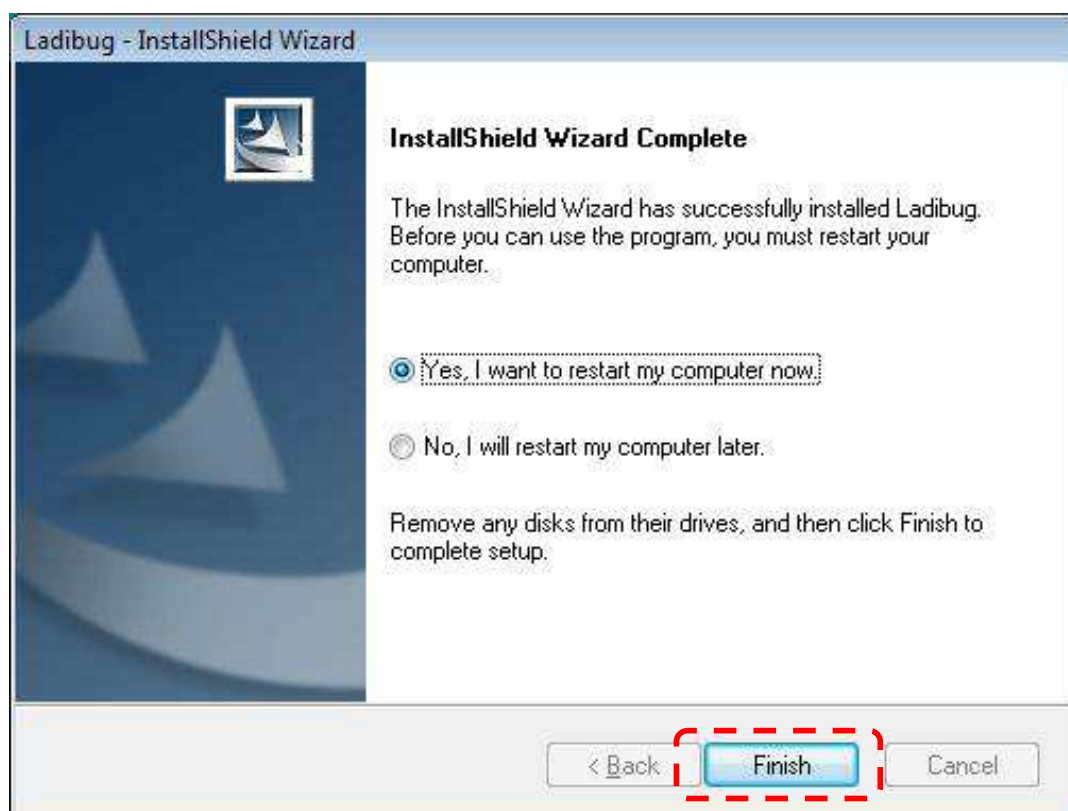 Ladibug - InstallShield Wizard
InstallShield Wizard Complete
The InstallShield Wizard has successfully installed Ladibug.
Before you can use the program, you must restart your
computer.
Yes, I want to restart my computer now.
No, I will restart my computer later.
Remove any disks from their drives, and then click Finish to
complete setup.
< Back
Finish
Cancel